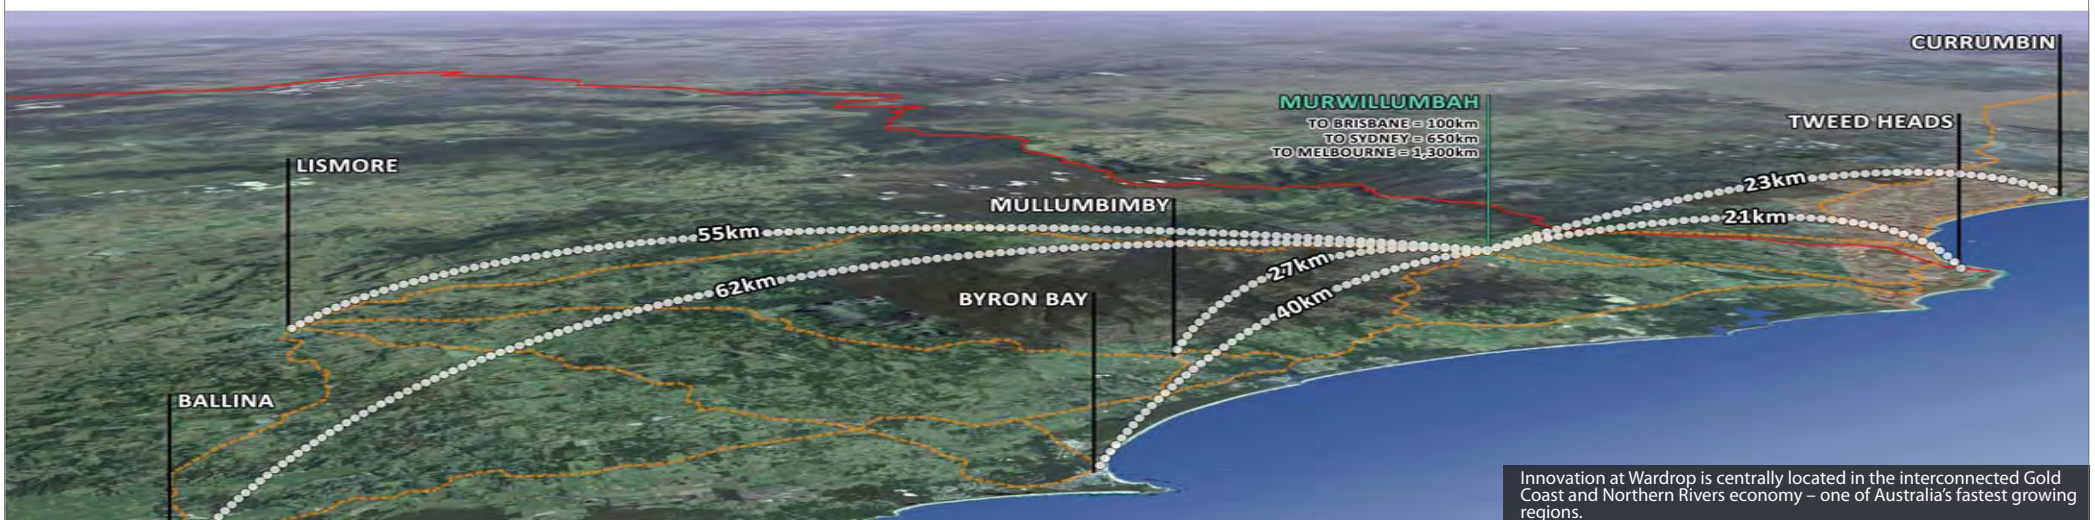 CURRUMBIN
MURWILLUMBAH
TO BRISBANE = 100km
TO SYDNEY = 650km
TO MELBOURNE = 1,300km
TWEED HEADS
LISMORE
23km
MULLUMBIMBY
21km
55km
27km
62km
BYRON BAY
40km
BALLINA
Innovation at Wardrop is centrally located in the interconnected Gold
Coast and Northern Rivers economy – one of Australia’s fastest growing
regions.